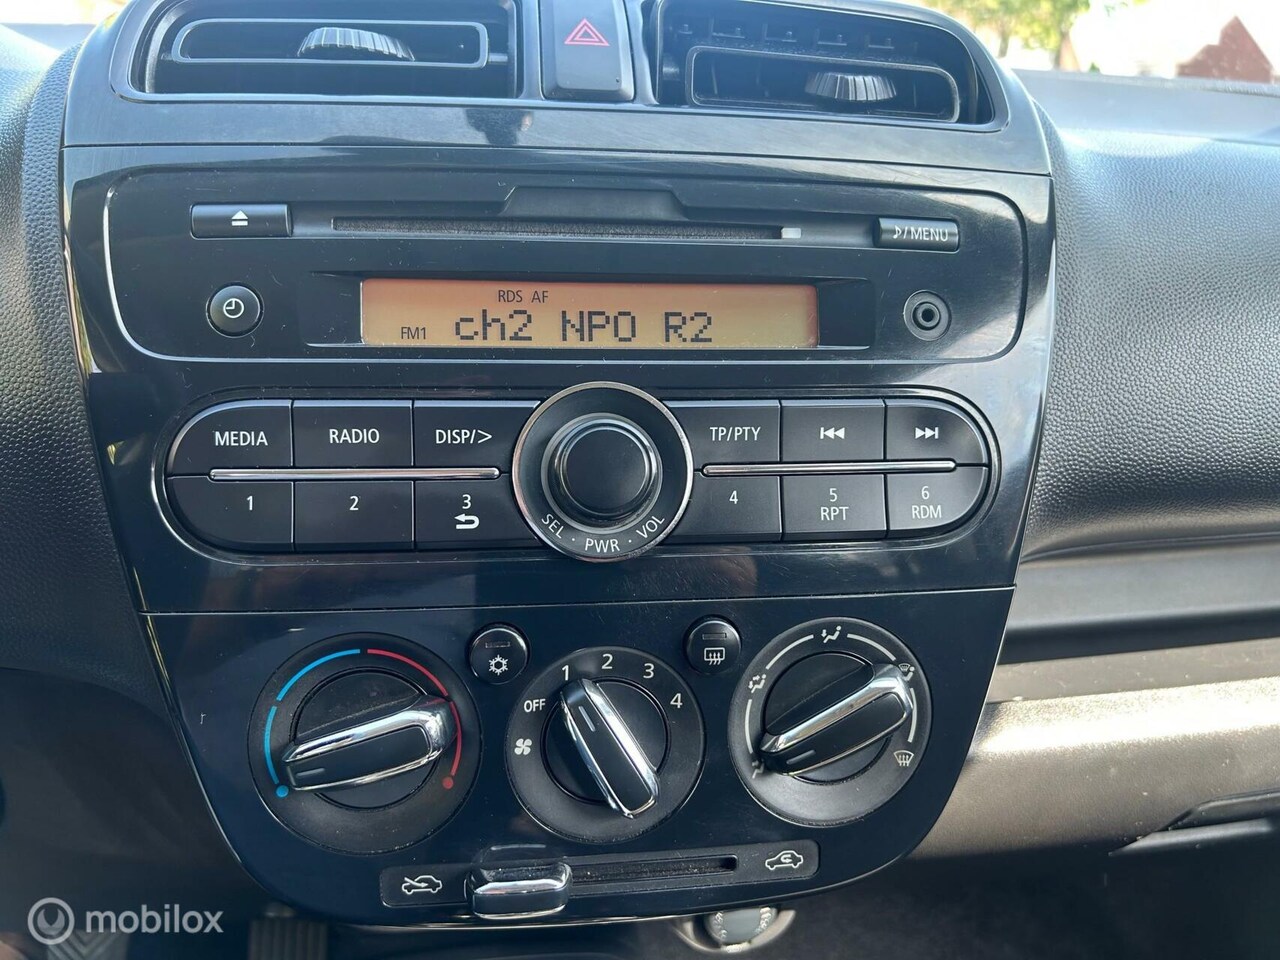 ♪/MENU
RDS AF
FM1 ch2 NPO R2
MEDIA RADIO DISP/> TP/PTY
1 2 3 4 5 6
RPT RDM
SEL · PWR · VOL
OFF 1 2 3 4
mobilox